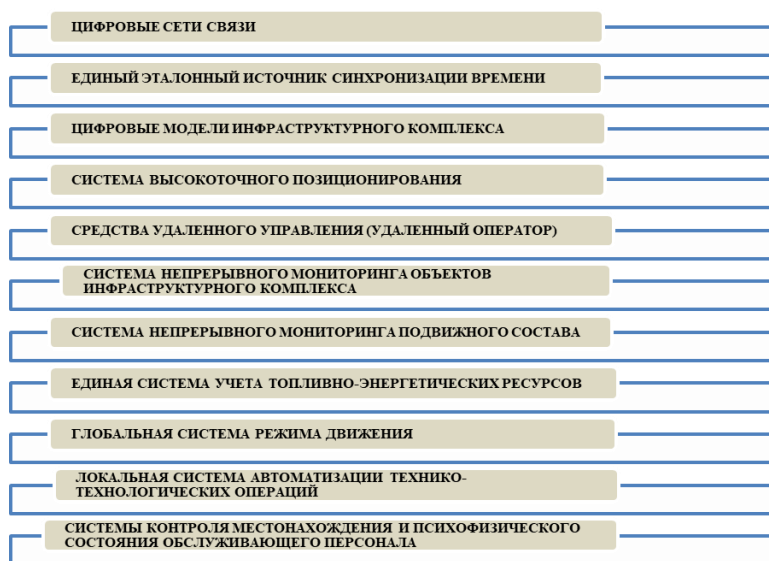 ЦИФРОВЫЕ СЕТИ СВЯЗИ
ЕДИНЫЙ ЭТАЛОННЫЙ ИСТОЧНИК СИНХРОНИЗАЦИИ ВРЕМЕНИ
ЦИФРОВЫЕ МОДЕЛИ ИНФРАСТРУКТУРНОГО КОМПЛЕКСА
СИСТЕМА ВЫСОКОТОЧНОГО ПОЗИЦИОНИРОВАНИЯ
СРЕДСТВА УДАЛЕННОГО УПРАВЛЕНИЯ (УДАЛЕННЫЙ ОПЕРАТОР)
СИСТЕМА НЕПРЕРЫВНОГО МОНИТОРИНГА ОБЪЕКТОВ
ИНФРАСТРУКТУРНОГО КОМПЛЕКСА
СИСТЕМА НЕПРЕРЫВНОГО МОНИТОРИНГА ПОДВИЖНОГО СОСТАВА
ЕДИНАЯ СИСТЕМА УЧЕТА ТОПЛИВНО-ЭНЕРГЕТИЧЕСКИХ РЕСУРСОВ
ГЛОБАЛЬНАЯ СИСТЕМА РЕЖИМА ДВИЖЕНИЯ
ЛОКАЛЬНАЯ СИСТЕМА АВТОМАТИЗАЦИИ ТЕХНИКО-
ТЕХНОЛОГИЧЕСКИХ ОПЕРАЦИЙ
СИСТЕМЫ КОНТРОЛЯ МЕСТОНАХОЖДЕНИЯ И ПСИХОФИЗИЧЕСКОГО
СОСТОЯНИЯ ОБСЛУЖИВАЮЩЕГО ПЕРСОНАЛА